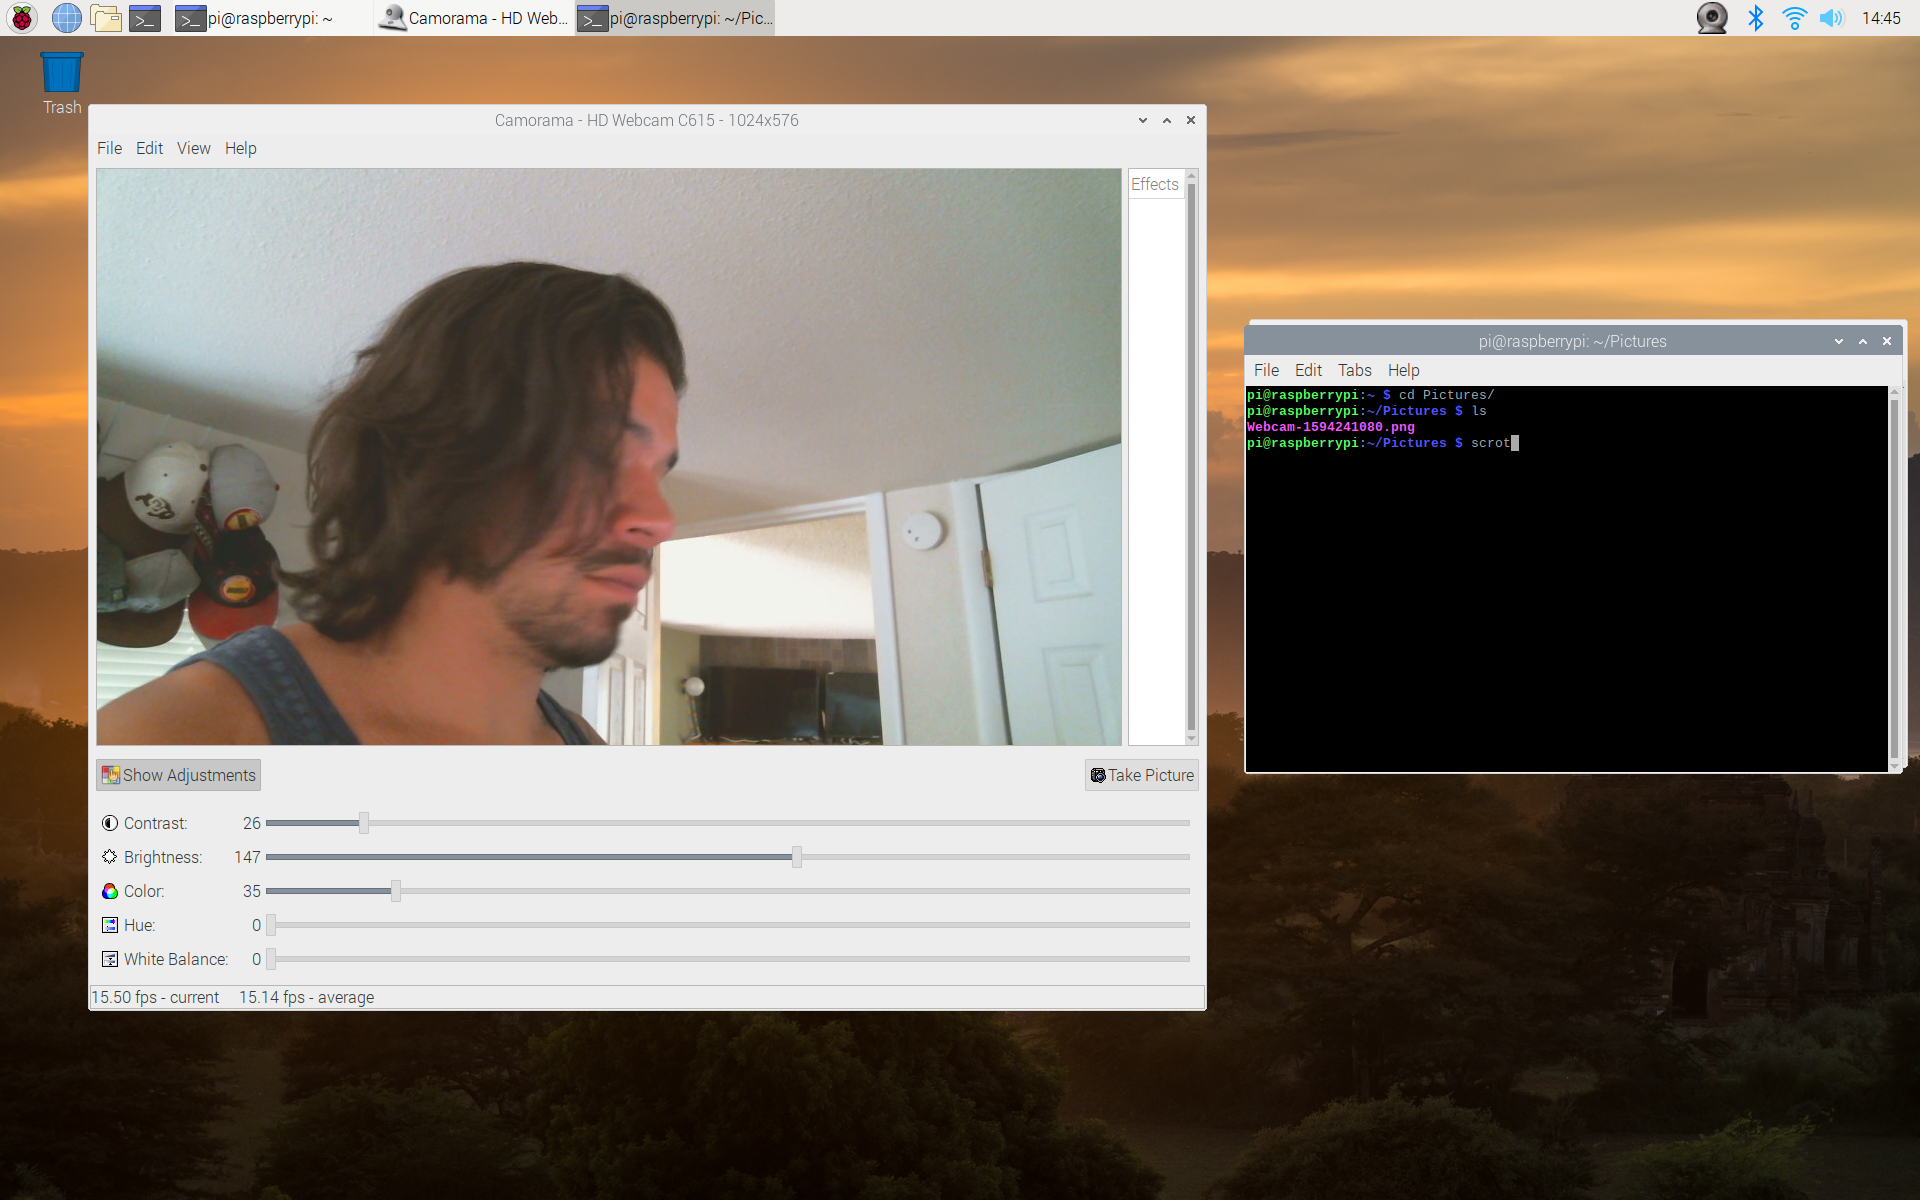 pi@raspberrypi: ~
Camorama - HD Web...
pi@raspberrypi: ~/Pic...
14:45
Trash
Camorama - HD Webcam C615 - 1024x576
File Edit View Help
Effects
Show Adjustments
Take Picture
Contrast: 26
Brightness: 147
Color: 35
Hue: 0
White Balance: 0
15.50 fps - current 15.14 fps - average
pi@raspberrypi: ~/Pictures
File Edit Tabs Help
pi@raspberrypi:~ $ cd Pictures/
pi@raspberrypi:~/Pictures $ ls
Webcam-1594241080.png
pi@raspberrypi:~/Pictures $ scrot